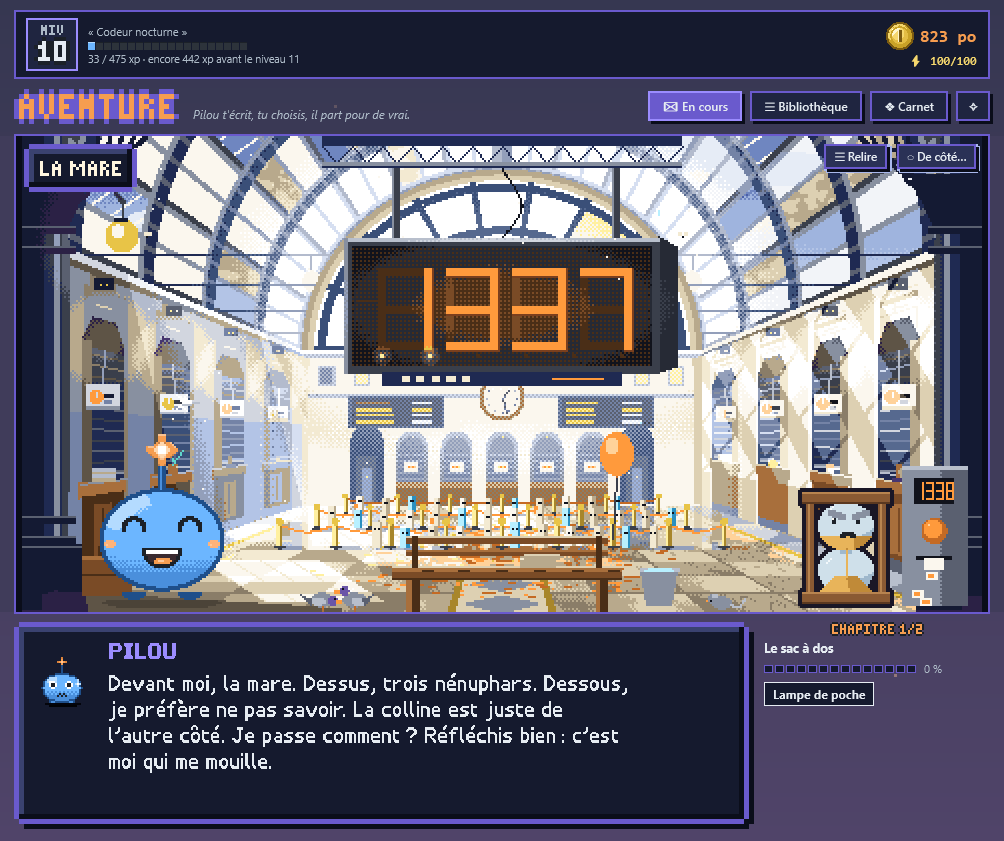 NIV
10
« Codeur nocturne »
33 / 475 xp · encore 442 xp avant le niveau 11
823 po
100/100
AVENTURE
Pilou t'écrit, tu choisis, il part pour de vrai.
En cours
Bibliothèque
Carnet
LA MARE
Relire
De côté…
1337
1338
PILOU
Devant moi, la mare. Dessus, trois nénuphars. Dessous,
je préfère ne pas savoir. La colline est juste de
l'autre côté. Je passe comment ? Réfléchis bien : c'est
moi qui me mouille.
CHAPITRE 1/2
Le sac à dos
0 %
Lampe de poche